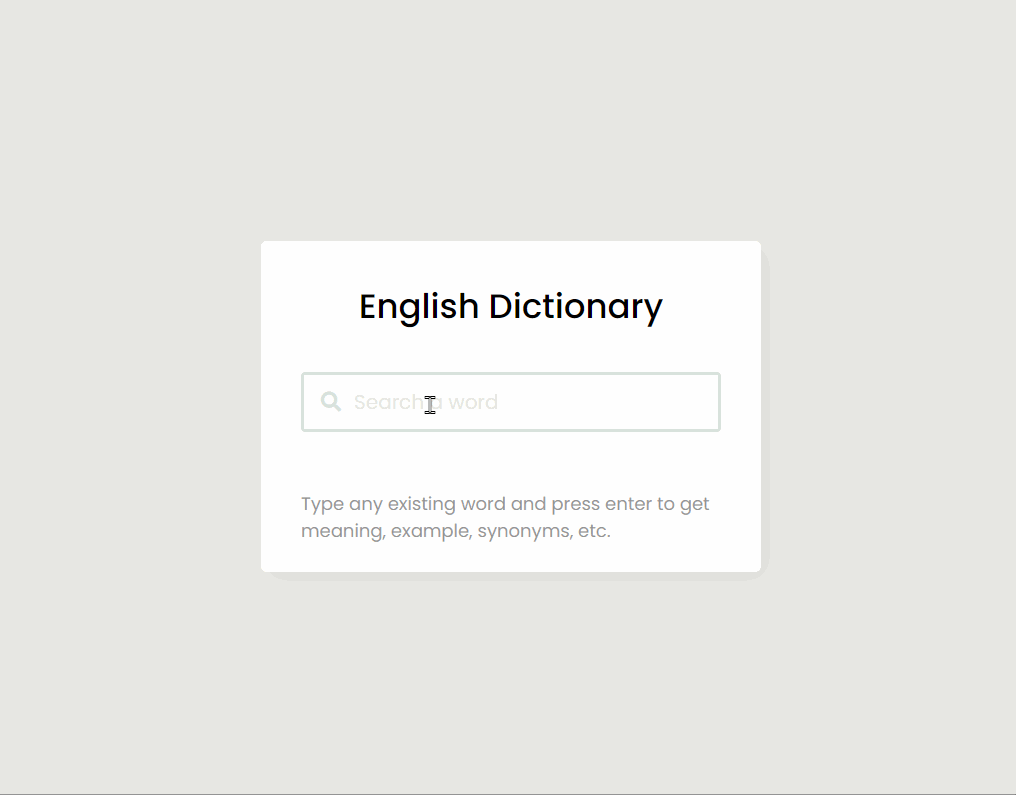 English Dictionary
Search a word
Type any existing word and press enter to get
meaning, example, synonyms, etc.